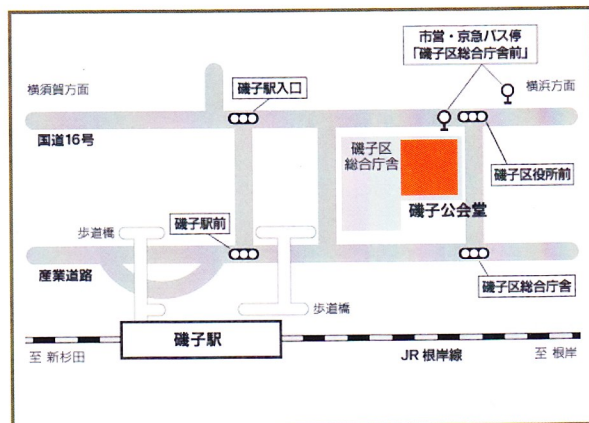 市営・京急バス停
「磯子区総合庁舎前」
横須賀方面
磯子駅入口
横浜方面
国道16号
磯子区
総合庁舎
磯子区役所前
磯子公会堂
歩道橋
磯子駅前
産業道路
磯子区総合庁舎
歩道橋
磯子駅
至 新杉田
JR 根岸線
至 根岸